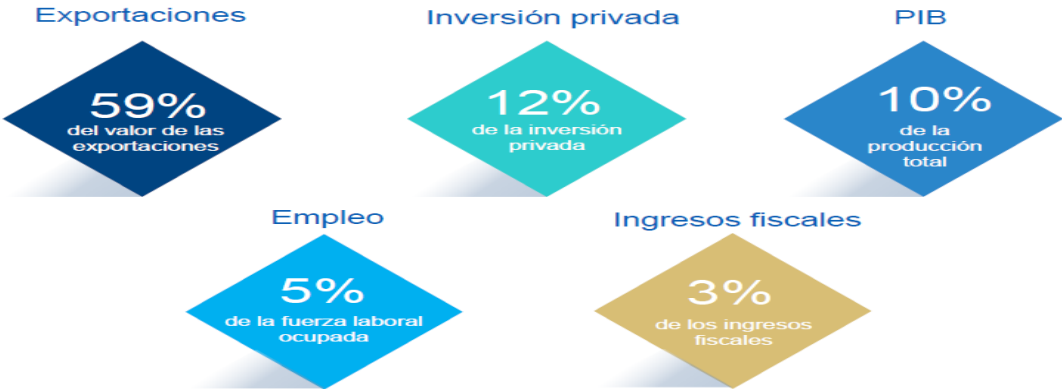 Exportaciones
Inversión privada
PIB
59%
del valor de las
exportaciones
12%
de la inversión
privada
10%
de la
producción
total
Empleo
Ingresos fiscales
5%
de la fuerza laboral
ocupada
3%
de los ingresos
fiscales